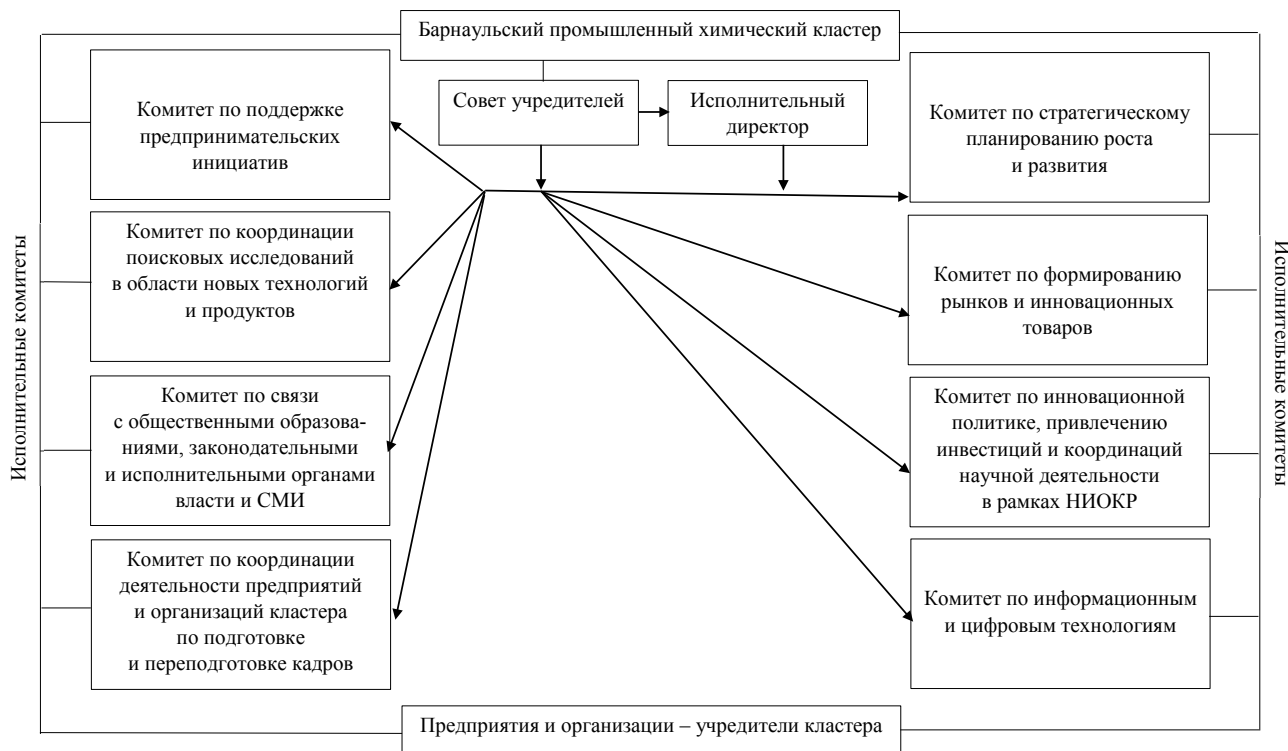 Барнаульский промышленный химический кластер
Совет учредителей
Исполнительный
директор
Исполнительные комитеты
Комитет по поддержке
предпринимательских
инициатив
Комитет по координации
поисковых исследований
в области новых технологий
и продуктов
Комитет по связи
с общественными образова-
ниями, законодательными
и исполнительными органами
власти и СМИ
Комитет по координации
деятельности предприятий
и организаций кластера
по подготовке
и переподготовке кадров
Комитет по стратегическому
планированию роста
и развития
Комитет по формированию
рынков и инновационных
товаров
Комитет по инновационной
политике, привлечению
инвестиций и координаций
научной деятельности
в рамках НИОКР
Комитет по информационным
и цифровым технологиям
Исполнительные комитеты
Предприятия и организации – учредители кластера